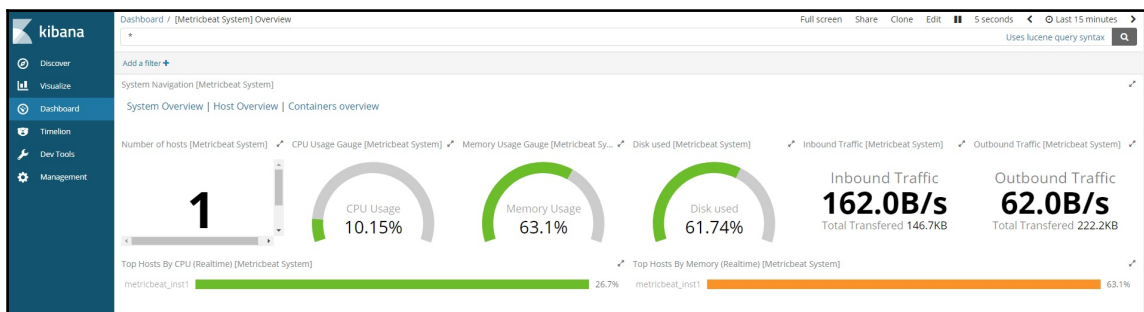 kibana
Discover
Visualize
Dashboard
Timelion
Dev Tools
Management
Dashboard / [Metricbeat System] Overview
Full screen Share Clone Edit 5 seconds Last 15 minutes
*
Uses lucene query syntax
Add a filter +
System Navigation [Metricbeat System]
System Overview | Host Overview | Containers overview
Number of hosts [Metricbeat System]
1
CPU Usage Gauge [Metricbeat System]
CPU Usage
10.15%
Memory Usage Gauge [Metricbeat Sy...
Memory Usage
63.1%
Disk used [Metricbeat System]
Disk used
61.74%
Inbound Traffic [Metricbeat System]
Inbound Traffic
162.0B/s
Total Transfered 146.7KB
Outbound Traffic [Metricbeat System]
Outbound Traffic
62.0B/s
Total Transfered 222.2KB
Top Hosts By CPU (Realtime) [Metricbeat System]
metricbeat_inst1 26.7%
Top Hosts By Memory (Realtime) [Metricbeat System]
metricbeat_inst1 63.1%